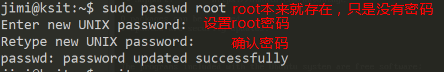 jimi@ksit:~$ sudo passwd root root本来就存在，只是没有密码
Enter new UNIX password: 设置root密码
Retype new UNIX password: 确认密码
passwd: password updated successfully